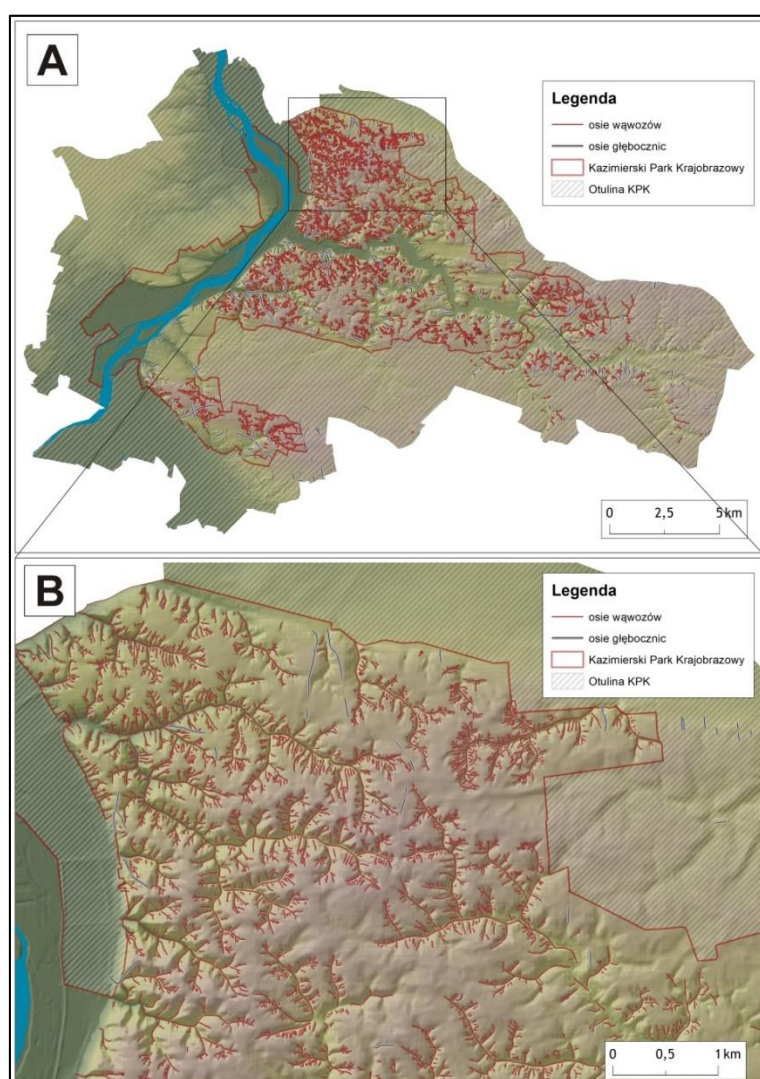 A
Legenda
osie wąwozów
osie głębocznic
Kazimierski Park Krajobrazowy
Otulina KPK
0 2,5 5 km
B
Legenda
osie wąwozów
osie głębocznic
Kazimierski Park Krajobrazowy
Otulina KPK
0 0,5 1 km